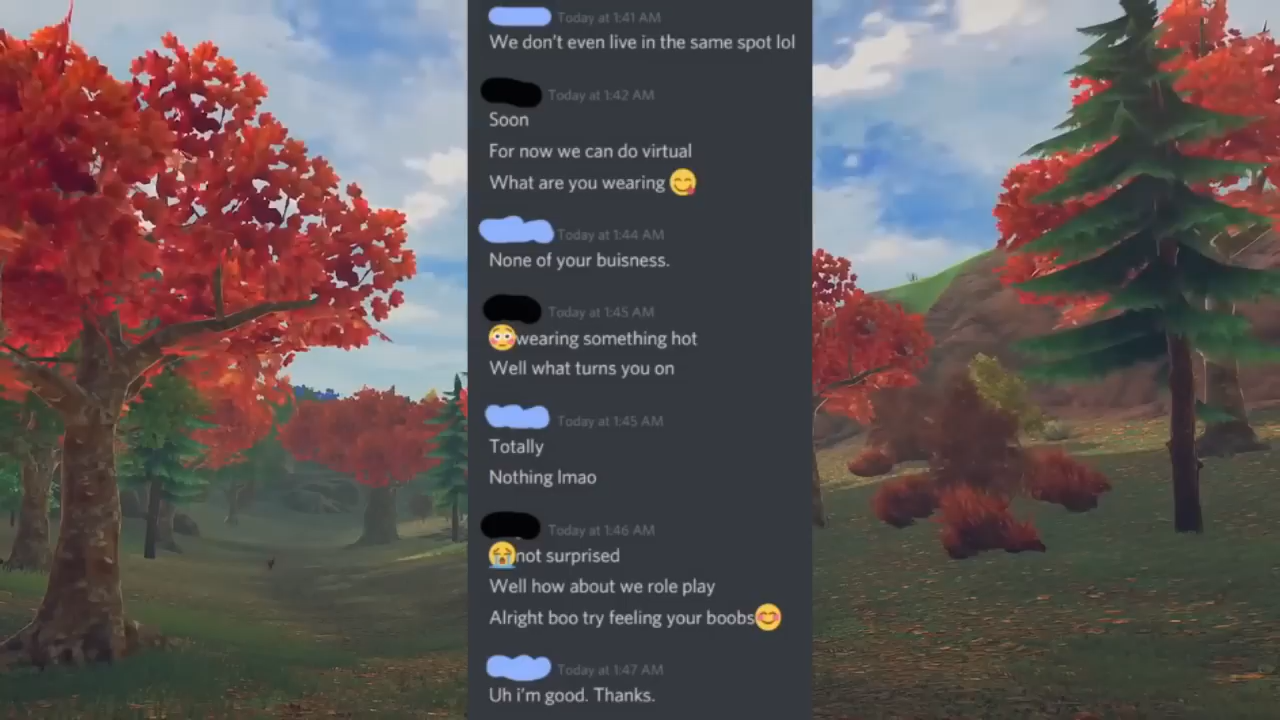 Today at 1:41 AM
We don't even live in the same spot lol
Today at 1:42 AM
Soon
For now we can do virtual
What are you wearing 😋
Today at 1:44 AM
None of your buisness.
Today at 1:45 AM
😳wearing something hot
Well what turns you on
Today at 1:45 AM
Totally
Nothing lmao
Today at 1:46 AM
😭not surprised
Well how about we role play
Alright boo try feeling your boobs😊
Today at 1:47 AM
Uh i'm good. Thanks.